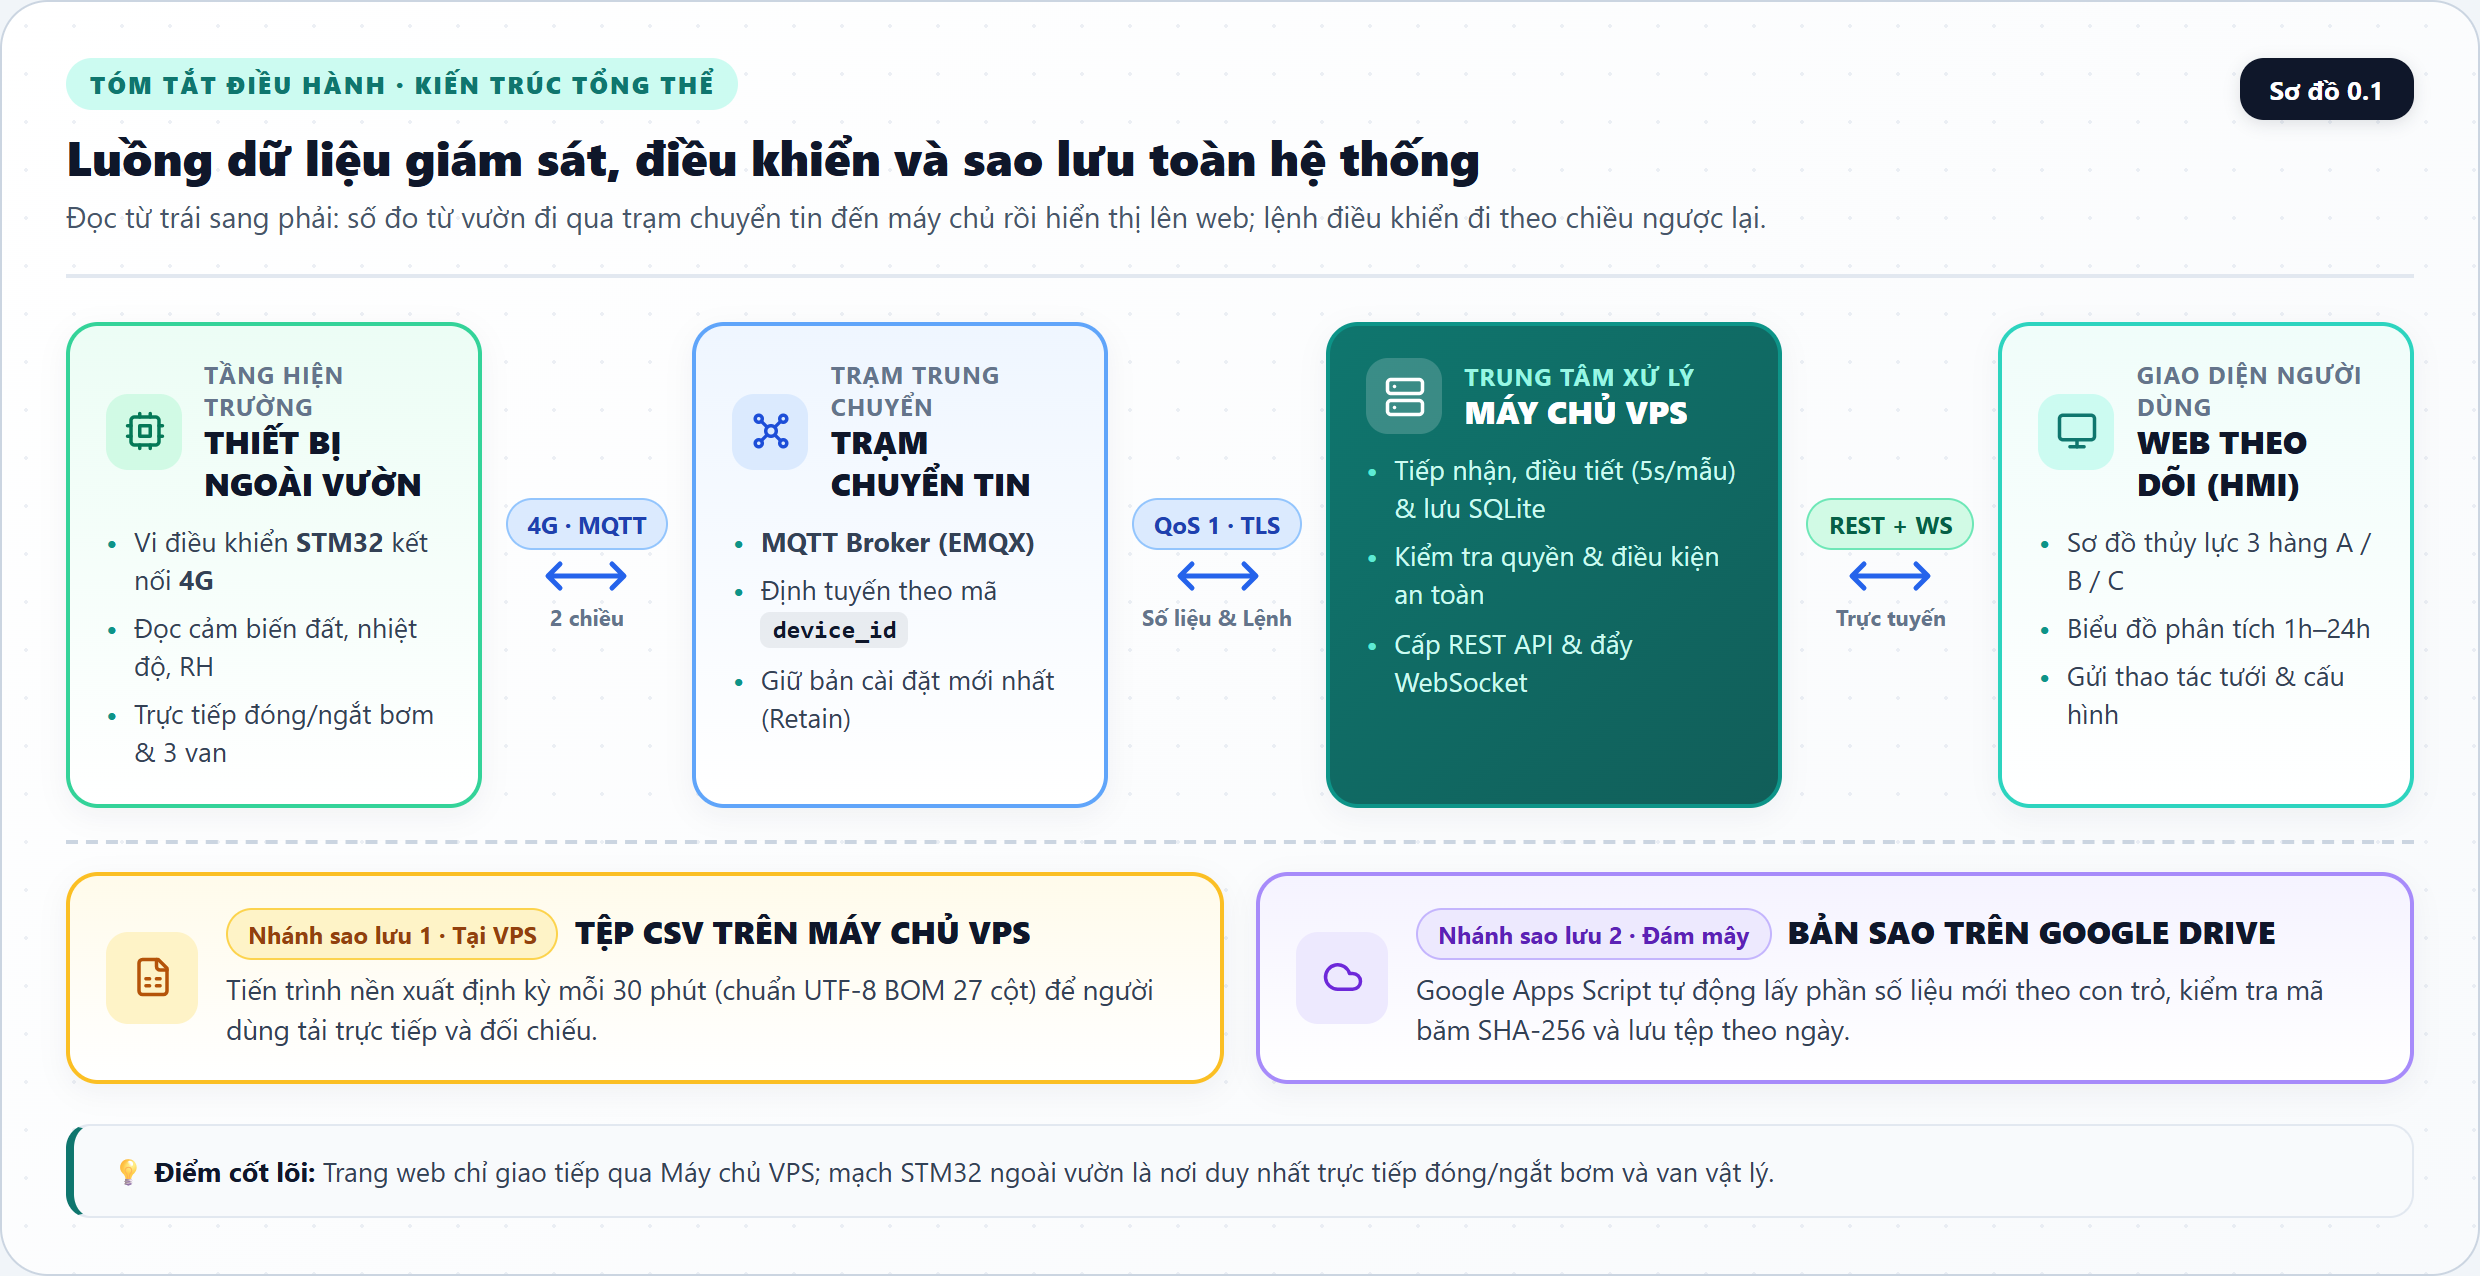 TÓM TẮT ĐIỀU HÀNH · KIẾN TRÚC TỔNG THỂ
Sơ đồ 0.1
Luồng dữ liệu giám sát, điều khiển và sao lưu toàn hệ thống
Đọc từ trái sang phải: số đo từ vườn đi qua trạm chuyển tin đến máy chủ rồi hiển thị lên web; lệnh điều khiển đi theo chiều ngược lại.
TẦNG HIỆN
TRƯỜNG
THIẾT BỊ
NGOÀI VƯỜN
• Vi điều khiển STM32 kết
nối 4G
• Đọc cảm biến đất, nhiệt
độ, RH
• Trực tiếp đóng/ngắt bơm
& 3 van
4G · MQTT
2 chiều
TRẠM TRUNG
CHUYỂN
TRẠM
CHUYỂN TIN
• MQTT Broker (EMQX)
• Định tuyến theo mã
device_id
• Giữ bản cài đặt mới nhất
(Retain)
QoS 1 · TLS
Số liệu & Lệnh
TRUNG TÂM XỬ LÝ
MÁY CHỦ VPS
• Tiếp nhận, điều tiết (5s/mẫu)
& lưu SQLite
• Kiểm tra quyền & điều kiện
an toàn
• Cấp REST API & đẩy
WebSocket
REST + WS
Trực tuyến
GIAO DIỆN NGƯỜI
DÙNG
WEB THEO
DÕI (HMI)
• Sơ đồ thủy lực 3 hàng A /
B / C
• Biểu đồ phân tích 1h–24h
• Gửi thao tác tưới & cấu
hình
Nhánh sao lưu 1 · Tại VPS
TỆP CSV TRÊN MÁY CHỦ VPS
Tiến trình nền xuất định kỳ mỗi 30 phút (chuẩn UTF-8 BOM 27 cột) để người
dùng tải trực tiếp và đối chiếu.
Nhánh sao lưu 2 · Đám mây
BẢN SAO TRÊN GOOGLE DRIVE
Google Apps Script tự động lấy phần số liệu mới theo con trỏ, kiểm tra mã
băm SHA-256 và lưu tệp theo ngày.
💡 Điểm cốt lõi: Trang web chỉ giao tiếp qua Máy chủ VPS; mạch STM32 ngoài vườn là nơi duy nhất trực tiếp đóng/ngắt bơm và van vật lý.